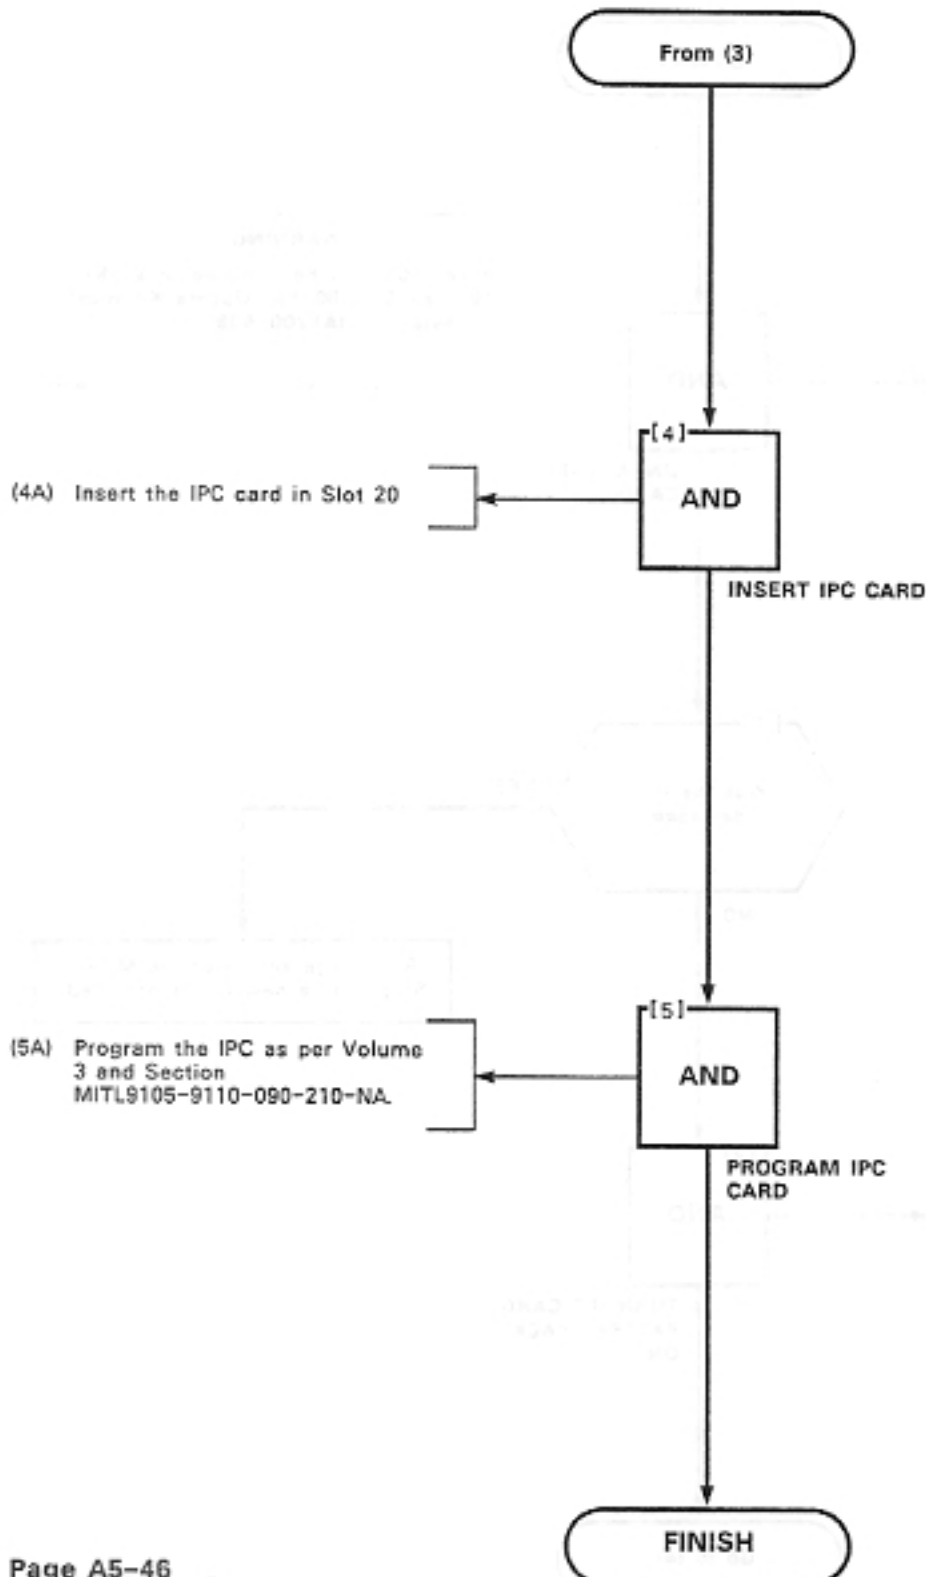 From (3)
[4]
(4A) Insert the IPC card in Slot 20
AND
INSERT IPC CARD
[5]
(5A) Program the IPC as per Volume
3 and Section
MITL9105-9110-090-210-NA.
AND
PROGRAM IPC
CARD
FINISH
Page A5-46